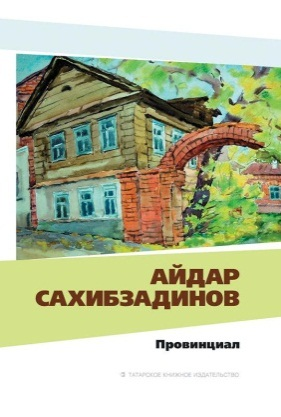 АЙДАР
САХИБЗАДИНОВ
Провинциал
ТАТАРСКОЕ КНИЖНОЕ ИЗДАТЕЛЬСТВО